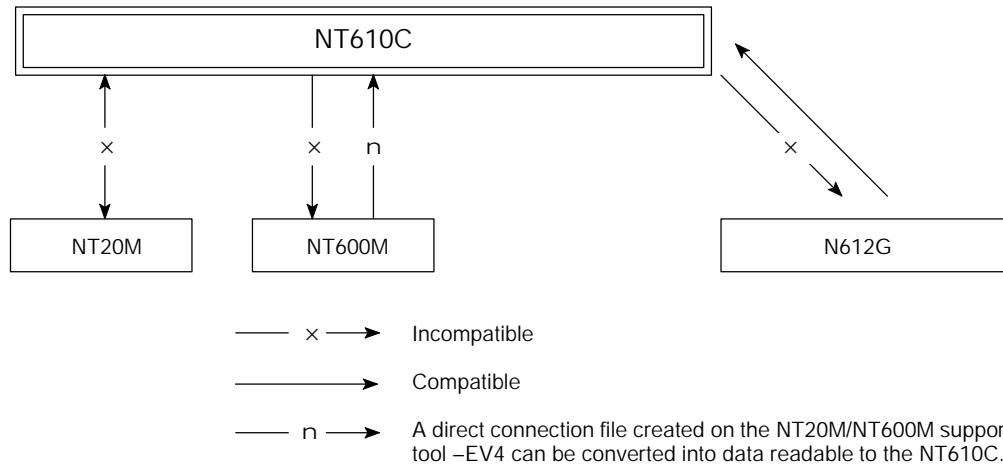 NT610C
× × n ×
NT20M NT600M N612G
× Incompatible
Compatible
n A direct connection file created on the NT20M/NT600M suppor
tool –EV4 can be converted into data readable to the NT610C.